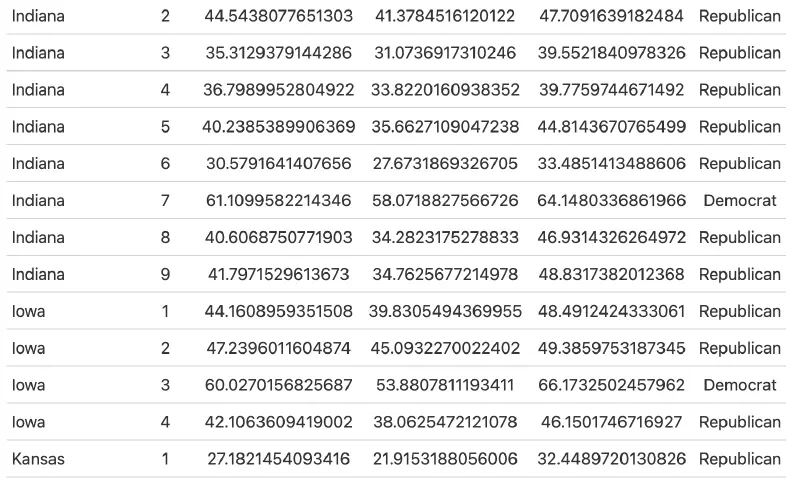 Indiana 2 44.5438077651303 41.3784516120122 47.7091639182484 Republican
Indiana 3 35.3129379144286 31.0736917310246 39.5521840978326 Republican
Indiana 4 36.7989952804922 33.8220160938352 39.7759744671492 Republican
Indiana 5 40.2385389906369 35.6627109047238 44.8143670765499 Republican
Indiana 6 30.5791641407656 27.6731869326705 33.4851413488606 Republican
Indiana 7 61.1099582214346 58.0718827566726 64.1480336861966 Democrat
Indiana 8 40.6068750771903 34.2823175278833 46.9314326264972 Republican
Indiana 9 41.7971529613673 34.7625677214978 48.8317382012368 Republican
Iowa 1 44.1608959351508 39.8305494369955 48.4912424333061 Republican
Iowa 2 47.2396011604874 45.0932270022402 49.3859753187345 Republican
Iowa 3 60.0270156825687 53.8807811193411 66.1732502457962 Democrat
Iowa 4 42.1063609419002 38.0625472121078 46.1501746716927 Republican
Kansas 1 27.1821454093416 21.9153188056006 32.4489720130826 Republican